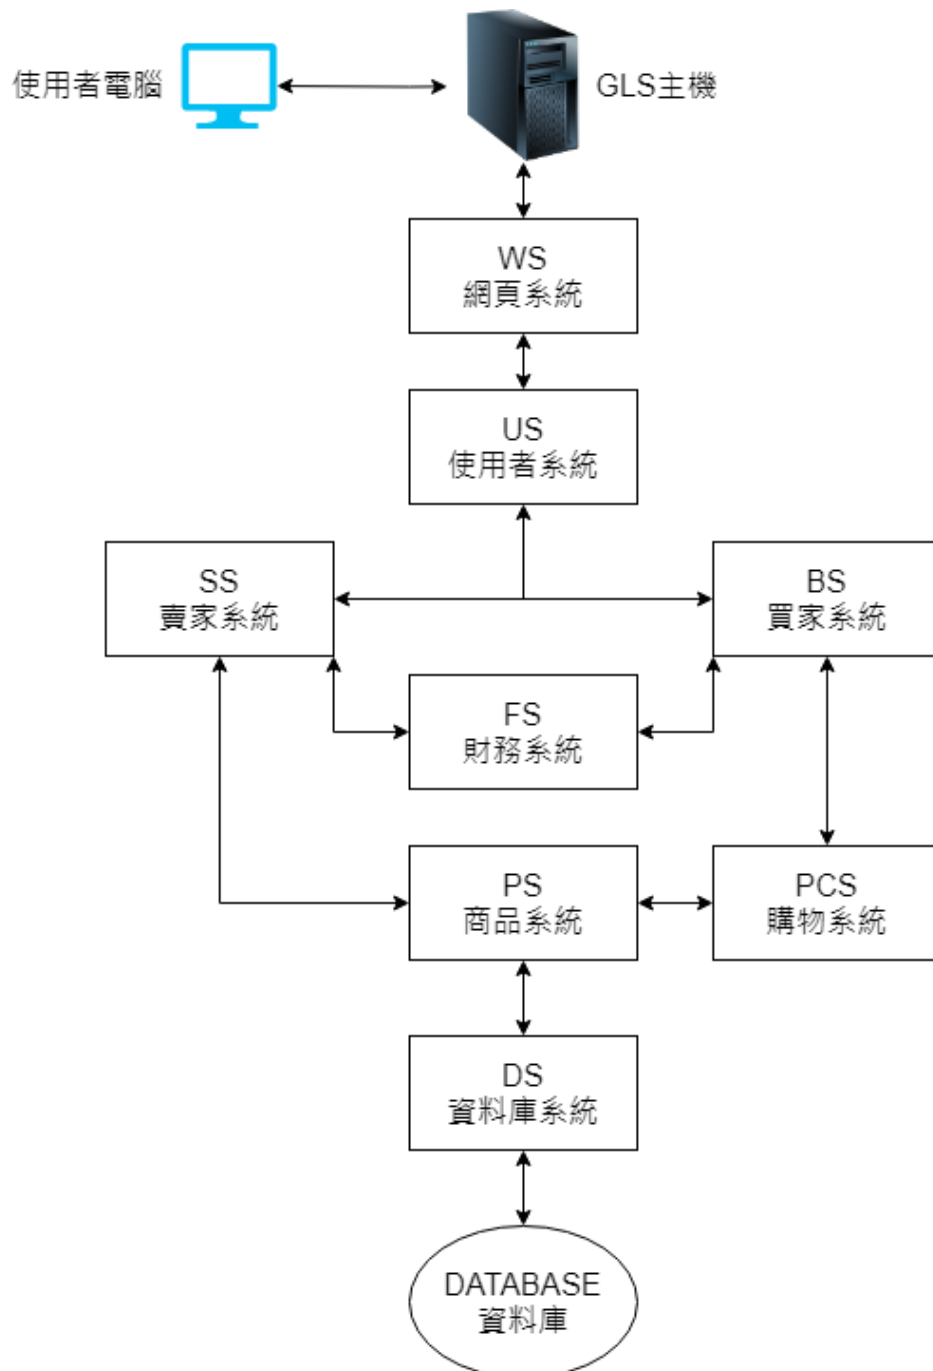 使用者電腦
GLS主機
WS
網頁系統
US
使用者系統
SS
賣家系統
BS
買家系統
FS
財務系統
PS
商品系統
PCS
購物系統
DS
資料庫系統
DATABASE
資料庫